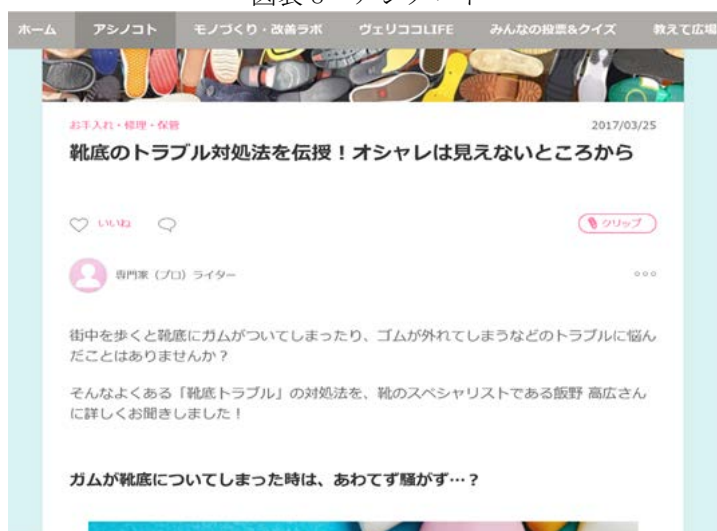 ホーム アシノコト モノづくり・改善ラボ ヴェリココLIFE みんなの投票&クイズ 教えて広場
お手入れ・修理・保管 2017/03/25
靴底のトラブル対処法を伝授!オシャレは見えないところから
いいね クリップ
専門家(プロ)ライター
街中を歩くと靴底にガムがついてしまったり、ゴムが外れてしまうなどのトラブルに悩ん
だことはありませんか?
そんなよくある「靴底トラブル」の対処法を、靴のスペシャリストである飯野 高広さん
に詳しくお聞きしました!
ガムが靴底についてしまった時は、あわてず騒がず…?